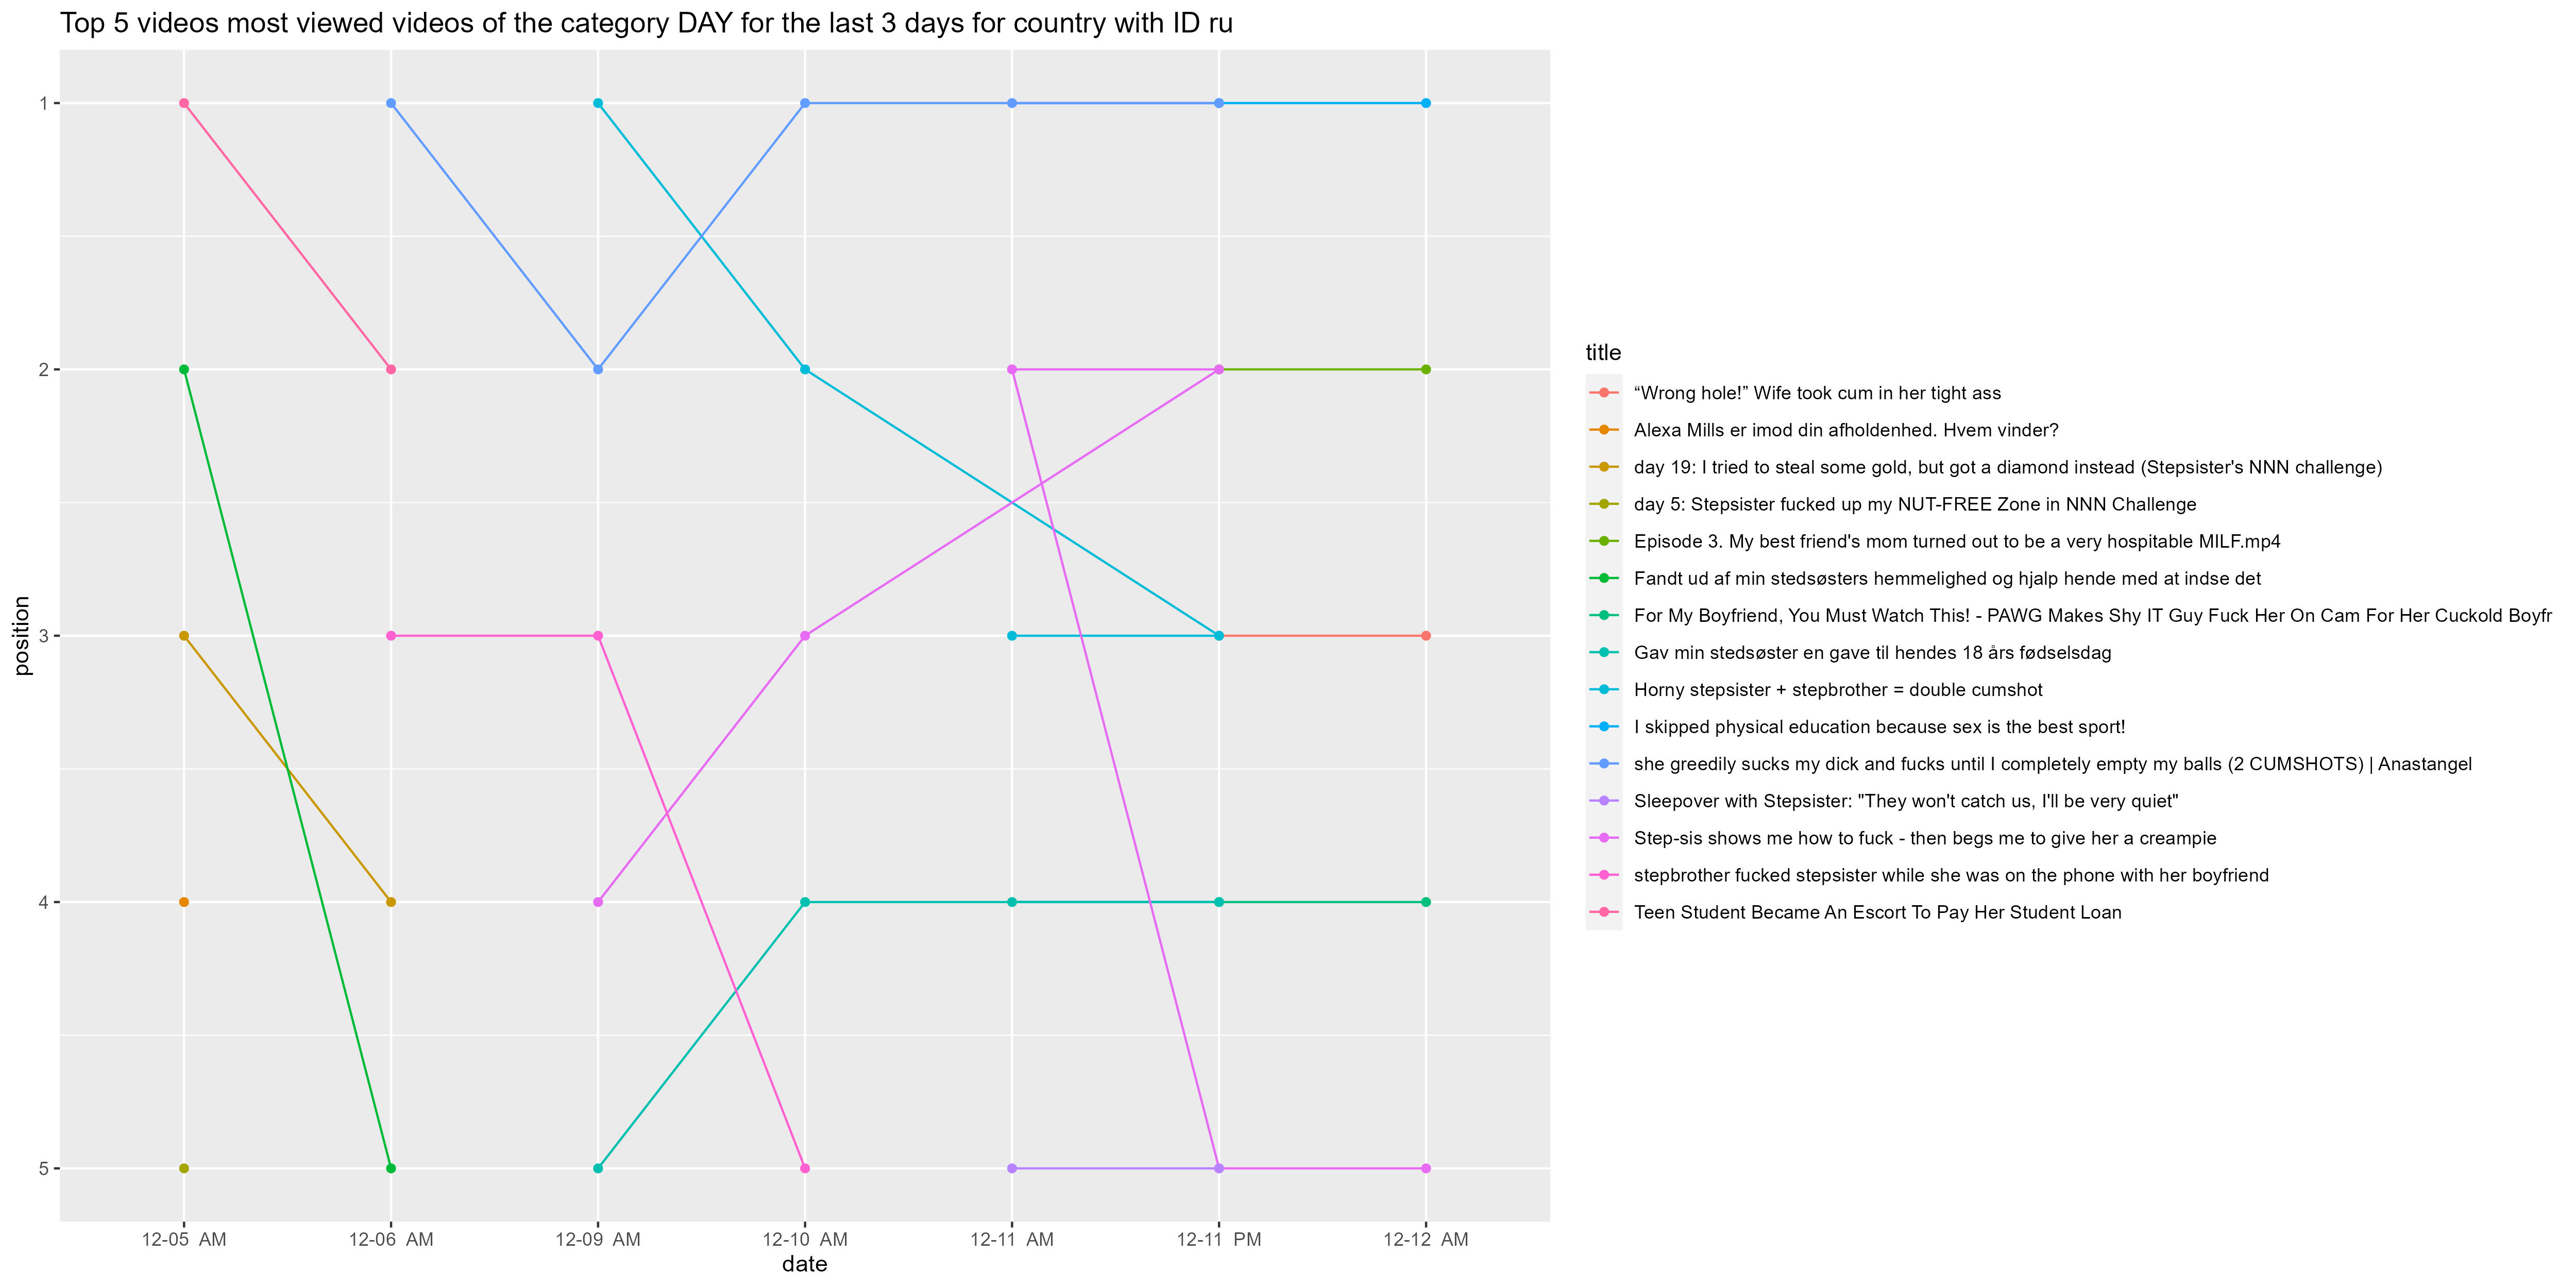 Top 5 videos most viewed videos of the category DAY for the last 3 days for country with ID ru
position
1
2
3
4
5
12-05 AM
12-06 AM
12-09 AM
12-10 AM
12-11 AM
12-11 PM
12-12 AM
date
title
“Wrong hole!” Wife took cum in her tight ass
Alexa Mills er imod din afholdenhed. Hvem vinder?
day 19: I tried to steal some gold, but got a diamond instead (Stepsister's NNN challenge)
day 5: Stepsister fucked up my NUT-FREE Zone in NNN Challenge
Episode 3. My best friend's mom turned out to be a very hospitable MILF.mp4
Fandt ud af min stedsøsters hemmelighed og hjalp hende med at indse det
For My Boyfriend, You Must Watch This! - PAWG Makes Shy IT Guy Fuck Her On Cam For Her Cuckold Boyfr
Gav min stedsøster en gave til hendes 18 års fødselsdag
Horny stepsister + stepbrother = double cumshot
I skipped physical education because sex is the best sport!
she greedily sucks my dick and fucks until I completely empty my balls (2 CUMSHOTS) | Anastangel
Sleepover with Stepsister: "They won't catch us, I'll be very quiet"
Step-sis shows me how to fuck - then begs me to give her a creampie
stepbrother fucked stepsister while she was on the phone with her boyfriend
Teen Student Became An Escort To Pay Her Student Loan